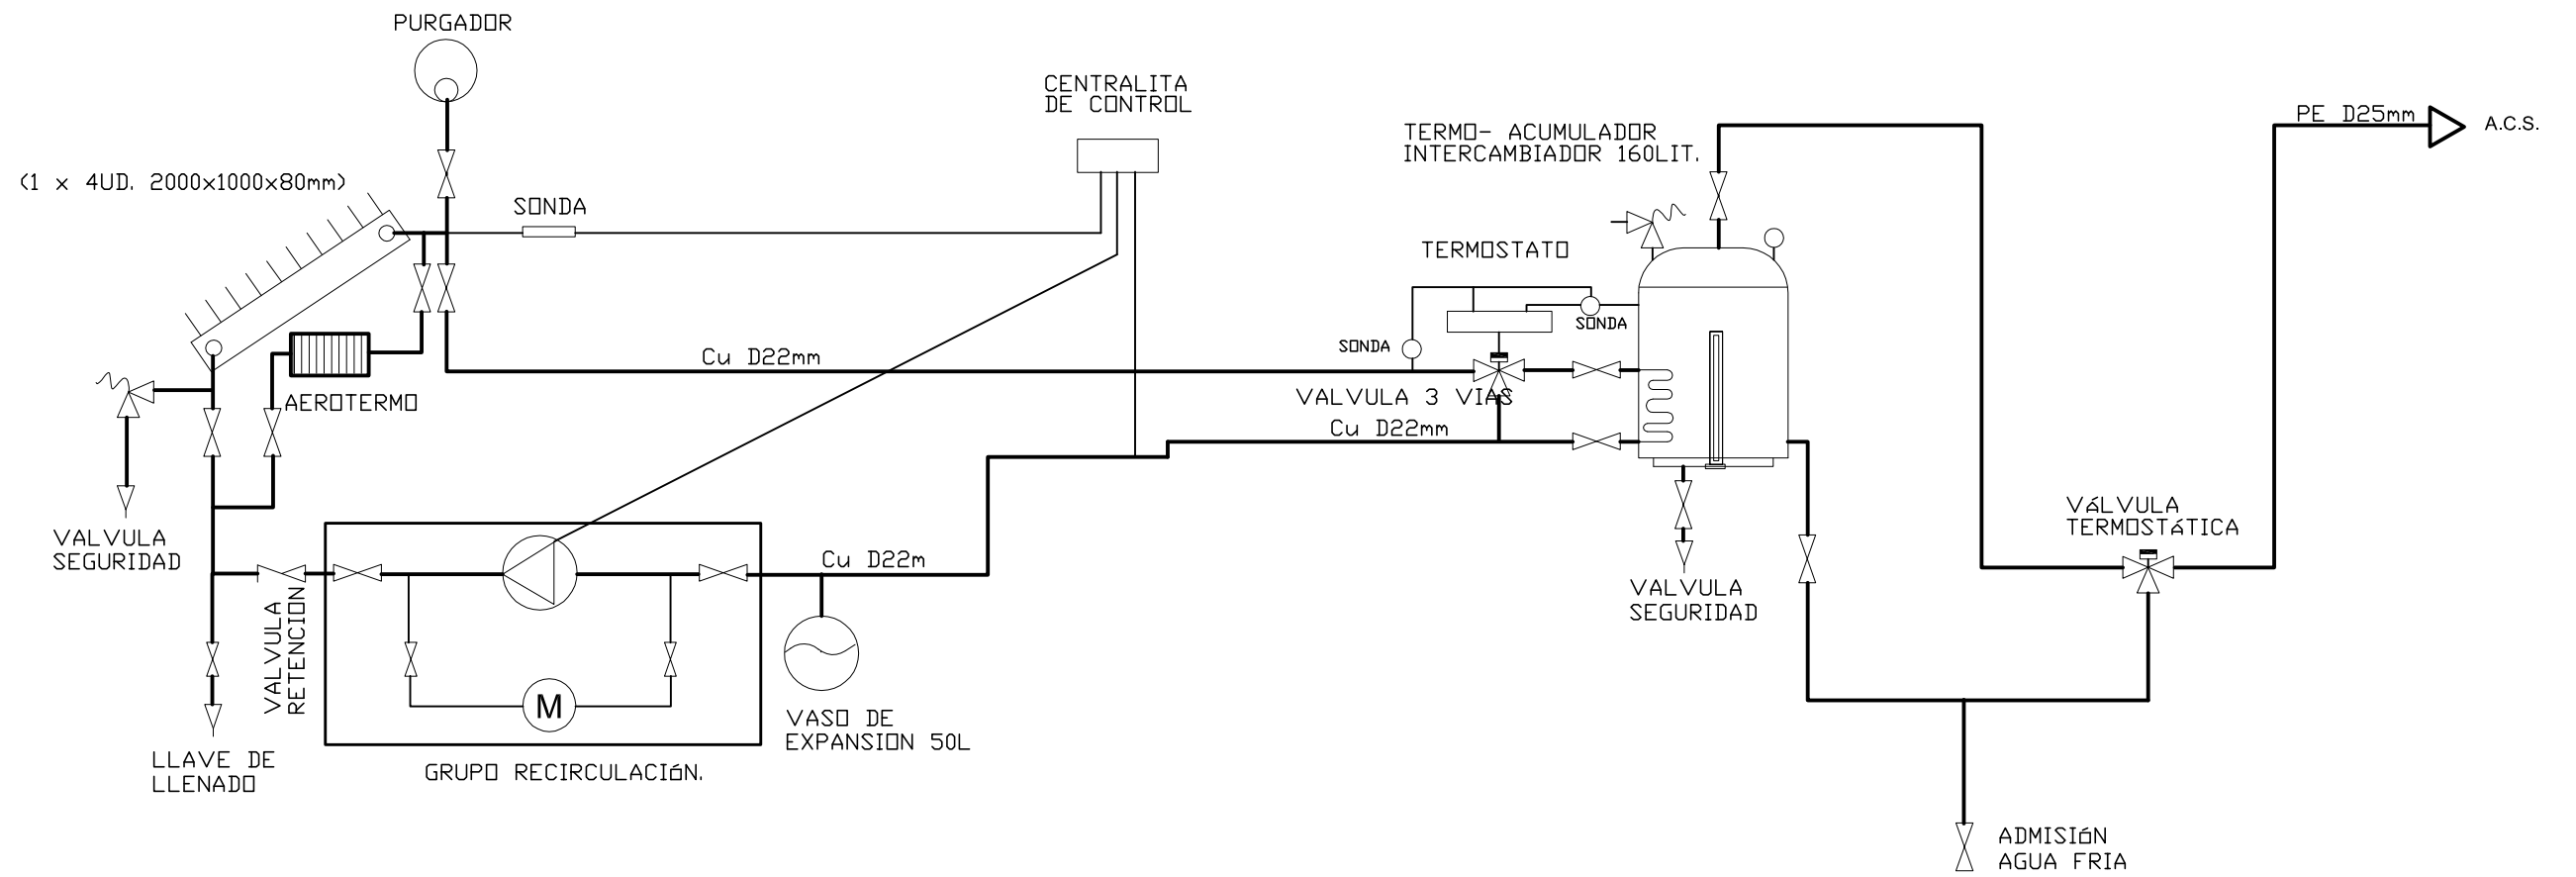 PURGADOR
CENTRALITA
DE CONTROL
PE D25mm
A.C.S.
TERMO- ACUMULADOR
INTERCAMBIADOR 160LIT.
(1 x 4UD. 2000x1000x80mm)
SONDA
TERMOSTATO
SONDA
SONDA
Cu D22mm
AEROTERMO
VALVULA 3 VIAS
Cu D22mm
VáLVULA
TERMOSTáTICA
VALVULA
SEGURIDAD
Cu D22m
VALVULA
SEGURIDAD
VALVULA
RETENCION
M
VASO DE
EXPANSION 50L
LLAVE DE
LLENADO
GRUPO RECIRCULACIóN.
ADMISIóN
AGUA FRIA